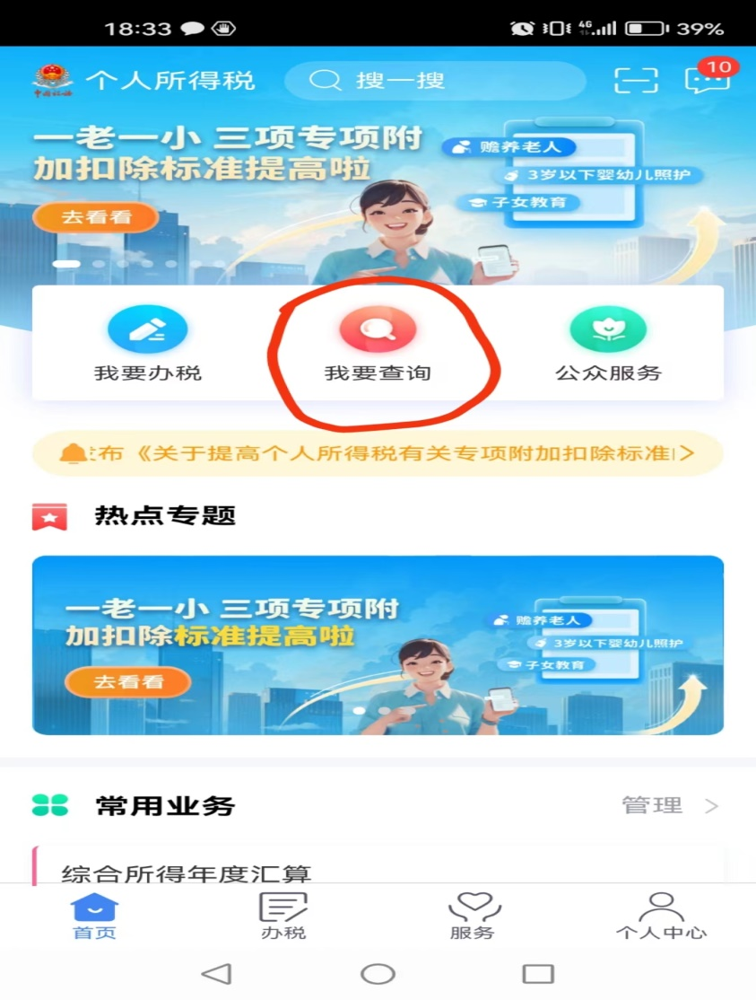 18:33
4G
39%
个人所得税
搜一搜
10
一老一小 三项专项附
加扣除标准提高啦
去看看
赡养老人
3岁以下婴幼儿照护
子女教育
我要办税
我要查询
公众服务
布《关于提高个人所得税有关专项附加扣除标准
热点专题
一老一小 三项专项附
加扣除标准提高啦
去看看
赡养老人
3岁以下婴幼儿照护
子女教育
常用业务
管理
综合所得年度汇算
首页
办税
服务
个人中心